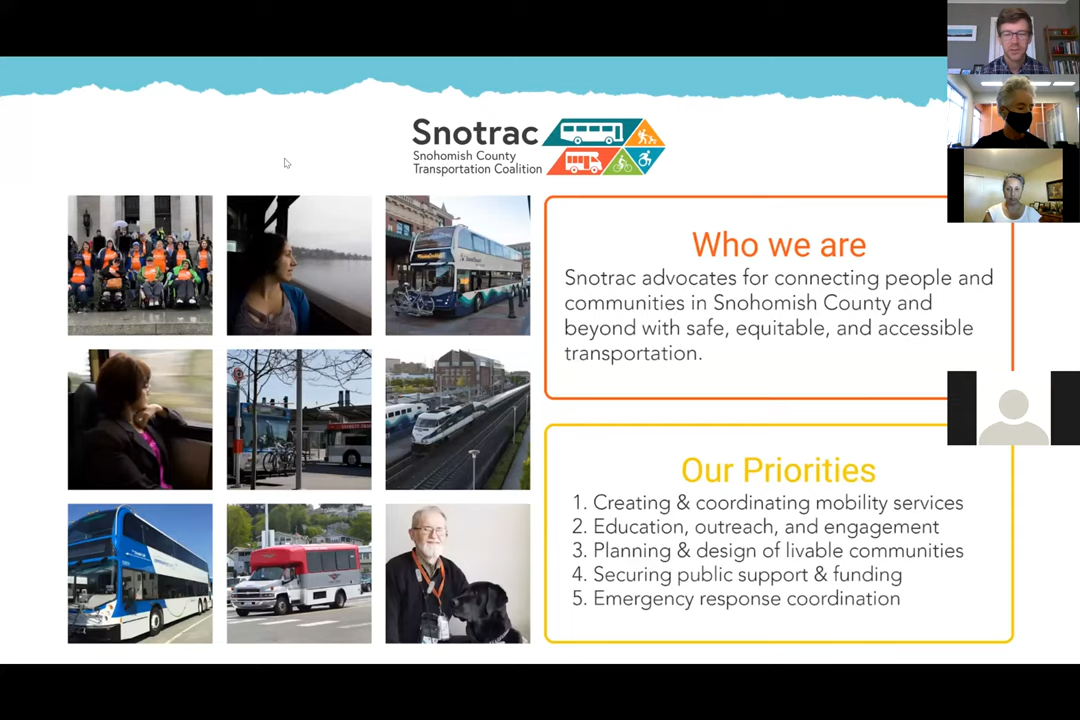 Snotrac
Snohomish County
Transportation Coalition
Who we are
Snotrac advocates for connecting people and
communities in Snohomish County and
beyond with safe, equitable, and accessible
transportation.
Our Priorities
1. Creating & coordinating mobility services
2. Education, outreach, and engagement
3. Planning & design of livable communities
4. Securing public support & funding
5. Emergency response coordination